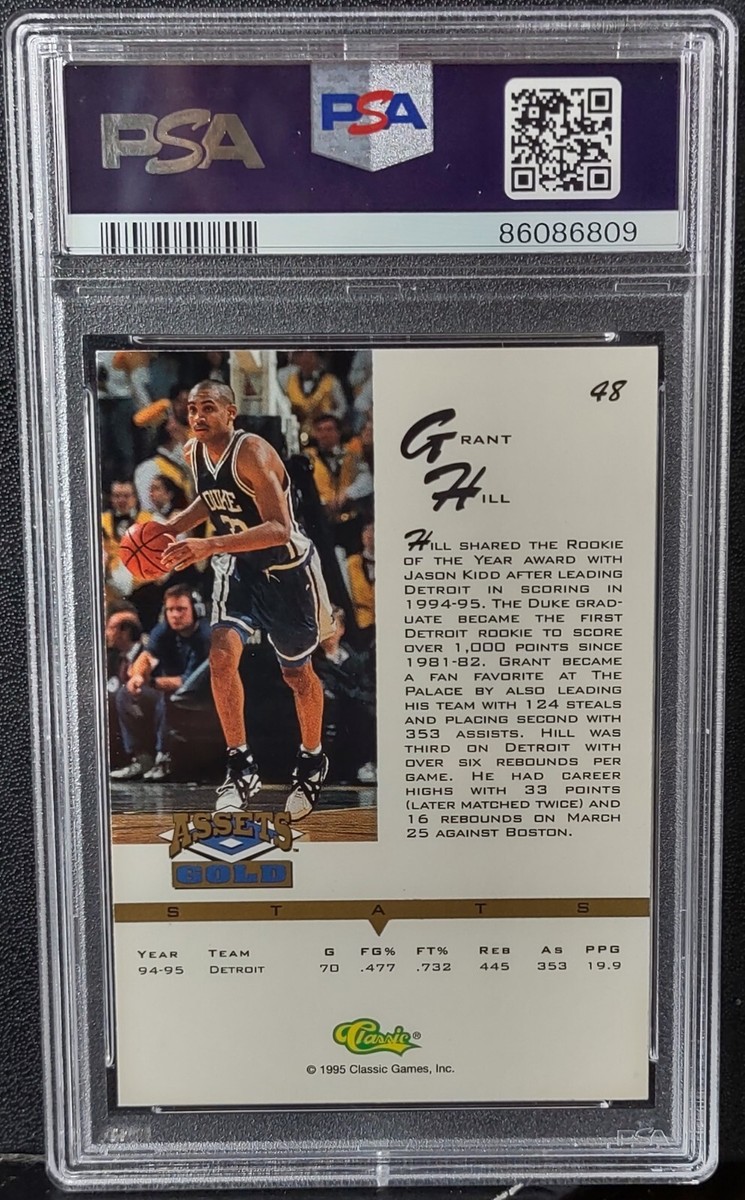 PSA
PSA
86086809
48
GRANT
HILL
HILL SHARED THE ROOKIE
OF THE YEAR AWARD WITH
JASON KIDD AFTER LEADING
DETROIT IN SCORING IN
1994-95. THE DUKE GRAD-
UATE BECAME THE FIRST
DETROIT ROOKIE TO SCORE
OVER 1,000 POINTS SINCE
1981-82. GRANT BECAME
A FAN FAVORITE AT THE
PALACE BY ALSO LEADING
HIS TEAM WITH 124 STEALS
AND PLACING SECOND WITH
353 ASSISTS. HILL WAS
THIRD ON DETROIT WITH
OVER SIX REBOUNDS PER
GAME. HE HAD CAREER
HIGHS WITH 33 POINTS
(LATER MATCHED TWICE) AND
16 REBOUNDS ON MARCH
25 AGAINST BOSTON.
DUKE
ASSETS™
GOLD
STATS
YEAR TEAM G FG% FT% REB AS PPG
94-95 DETROIT 70 .477 .732 445 353 19.9
Classic®
© 1995 Classic Games, Inc.
PSA